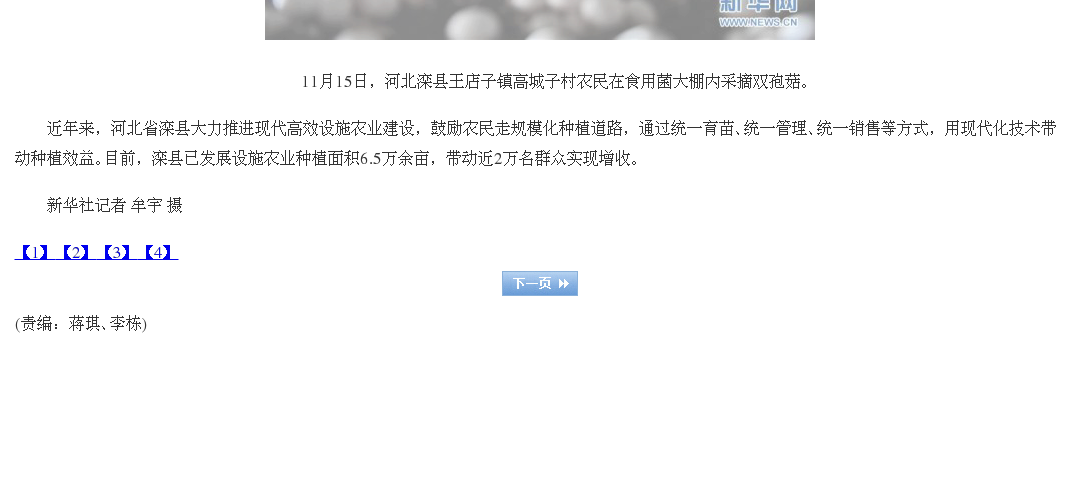 新华网
WWW.NEWS.CN
11月15日，河北滦县王店子镇高城子村农民在食用菌大棚内采摘双孢菇。
近年来，河北省滦县大力推进现代高效设施农业建设，鼓励农民走规模化种植道路，通过统一育苗、统一管理、统一销售等方式，用现代化技术带
动种植效益。目前，滦县已发展设施农业种植面积6.5万余亩，带动近2万名群众实现增收。
新华社记者 牟宇 摄
【1】 【2】 【3】 【4】
下一页
(责编：蒋琪、李栋)